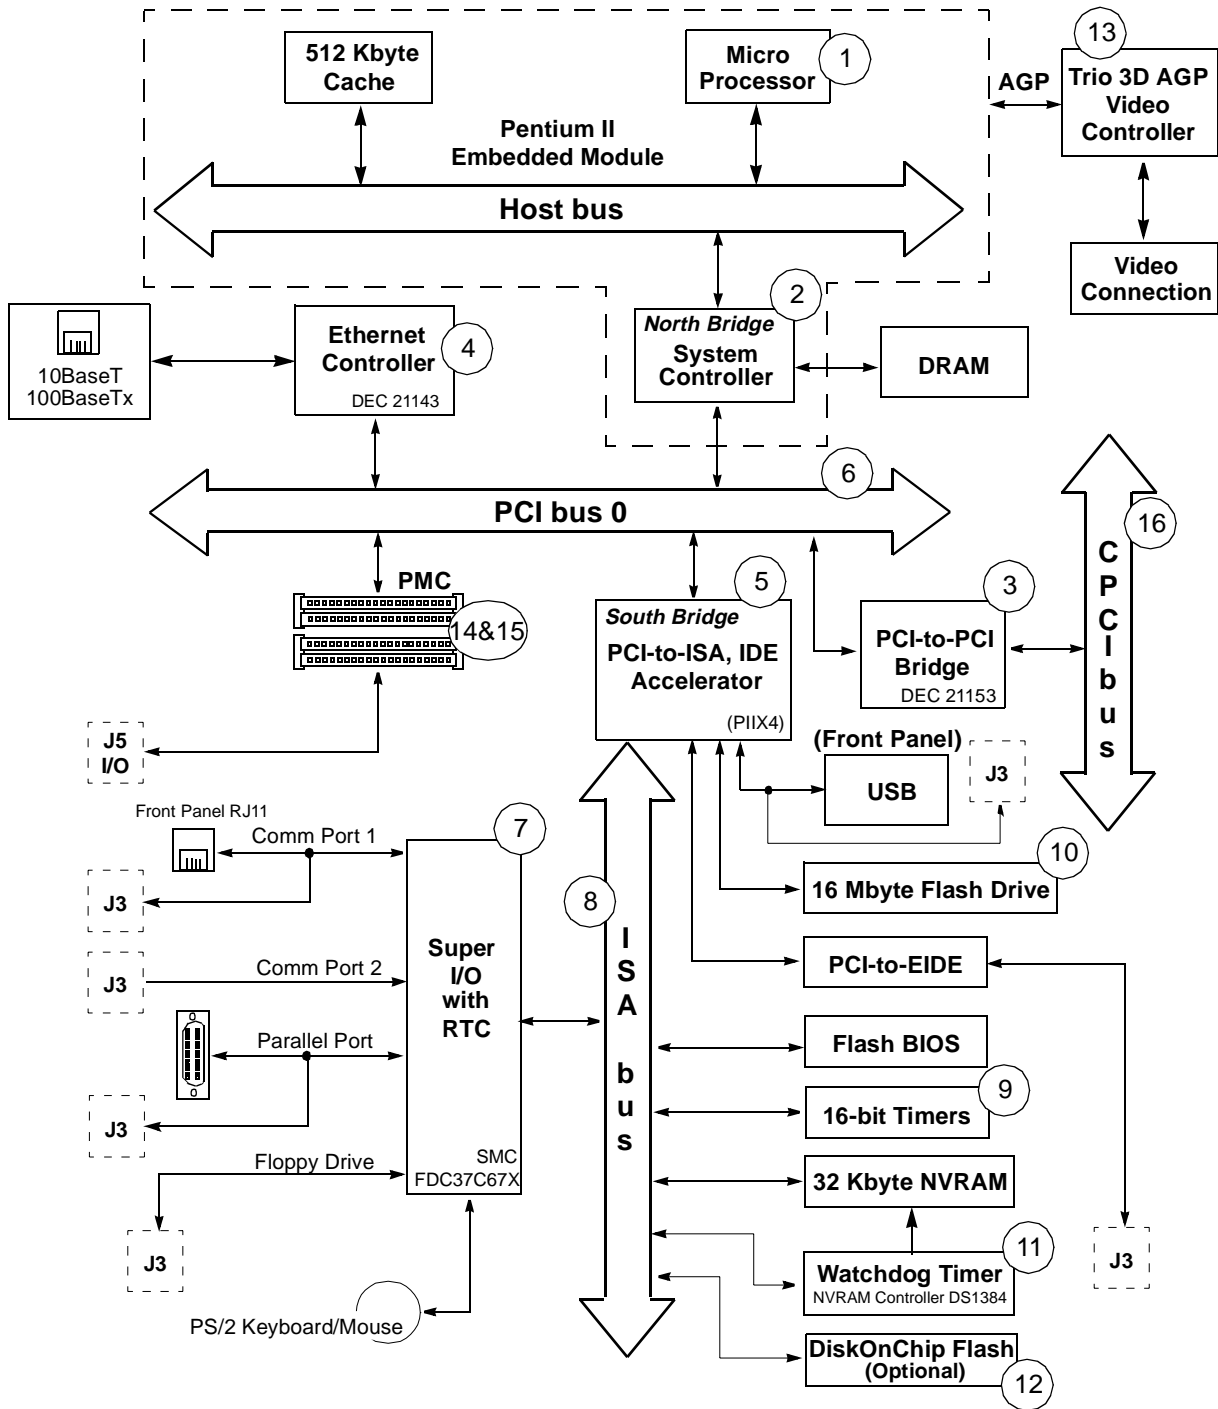 512 Kbyte
Cache
Micro
Processor
1
13
AGP
Trio 3D AGP
Video
Controller
Pentium II
Embedded Module
Host bus
Video
Connection
2
North Bridge
System
Controller
DRAM
Ethernet
Controller
4
DEC 21143
10BaseT
100BaseTx
6
PCI bus 0
16
CPCIbus
PMC
14&15
5
South Bridge
PCI-to-ISA, IDE
Accelerator
(PIIX4)
3
PCI-to-PCI
Bridge
DEC 21153
J5
I/O
(Front Panel)
USB
J3
Front Panel RJ11
Comm Port 1
7
J3
10
16 Mbyte Flash Drive
8
ISA bus
Super
I/O
with
RTC
J3
Comm Port 2
PCI-to-EIDE
Parallel Port
Flash BIOS
J3
9
16-bit Timers
Floppy Drive
SMC
FDC37C67X
32 Kbyte NVRAM
J3
11
Watchdog Timer
NVRAM Controller DS1384
J3
PS/2 Keyboard/Mouse
DiskOnChip Flash
(Optional)
12